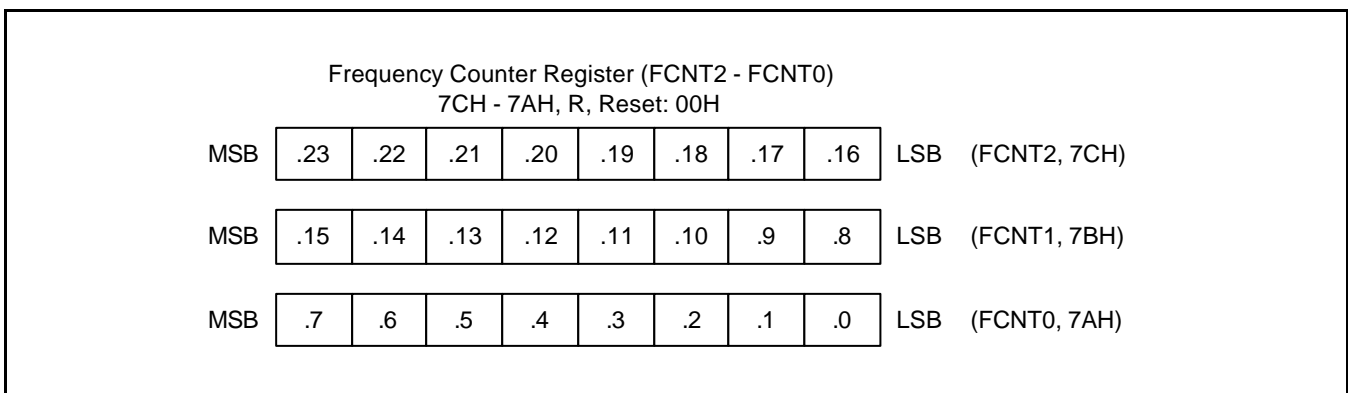 Frequency Counter Register (FCNT2 - FCNT0)
7CH - 7AH, R, Reset: 00H
MSB .23 .22 .21 .20 .19 .18 .17 .16 LSB (FCNT2, 7CH)
MSB .15 .14 .13 .12 .11 .10 .9 .8 LSB (FCNT1, 7BH)
MSB .7 .6 .5 .4 .3 .2 .1 .0 LSB (FCNT0, 7AH)